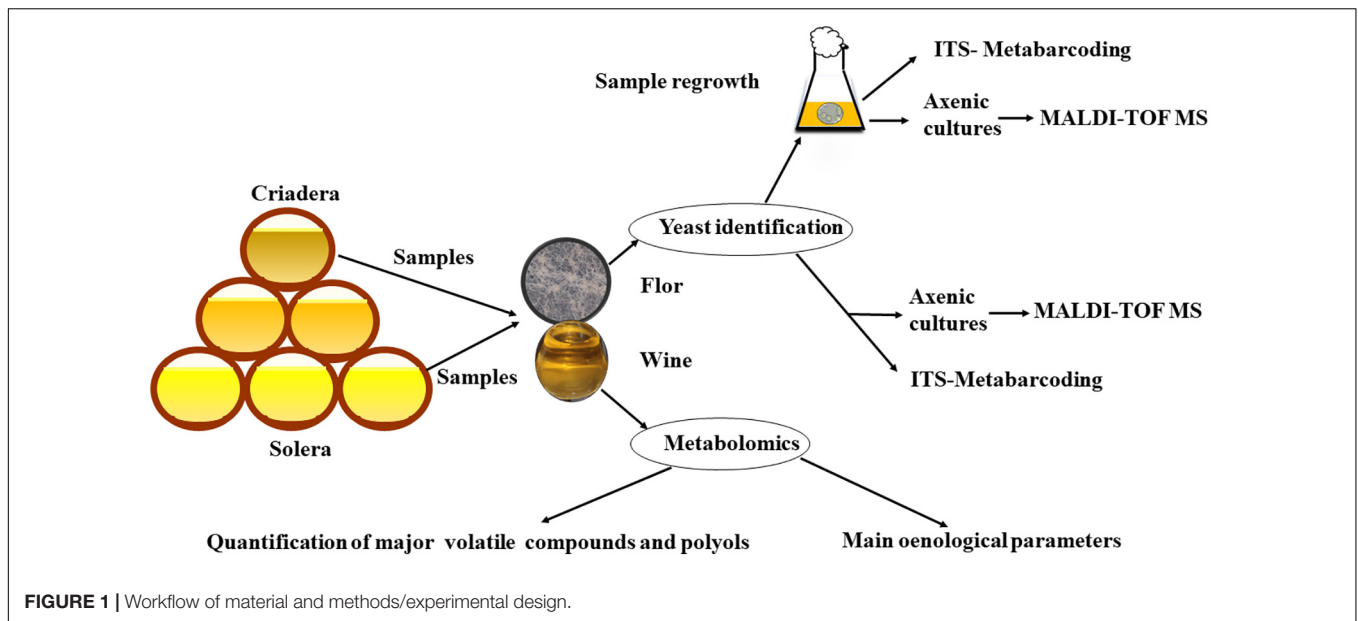 ITS- Metabarcoding
Sample regrowth
Axenic
cultures
MALDI-TOF MS
Criadera
Samples
Yeast identification
Flor
Axenic
cultures
MALDI-TOF MS
Wine
Samples
ITS-Metabarcoding
Solera
Metabolomics
Quantification of major volatile compounds and polyols
Main oenological parameters
FIGURE 1 | Workflow of material and methods/experimental design.